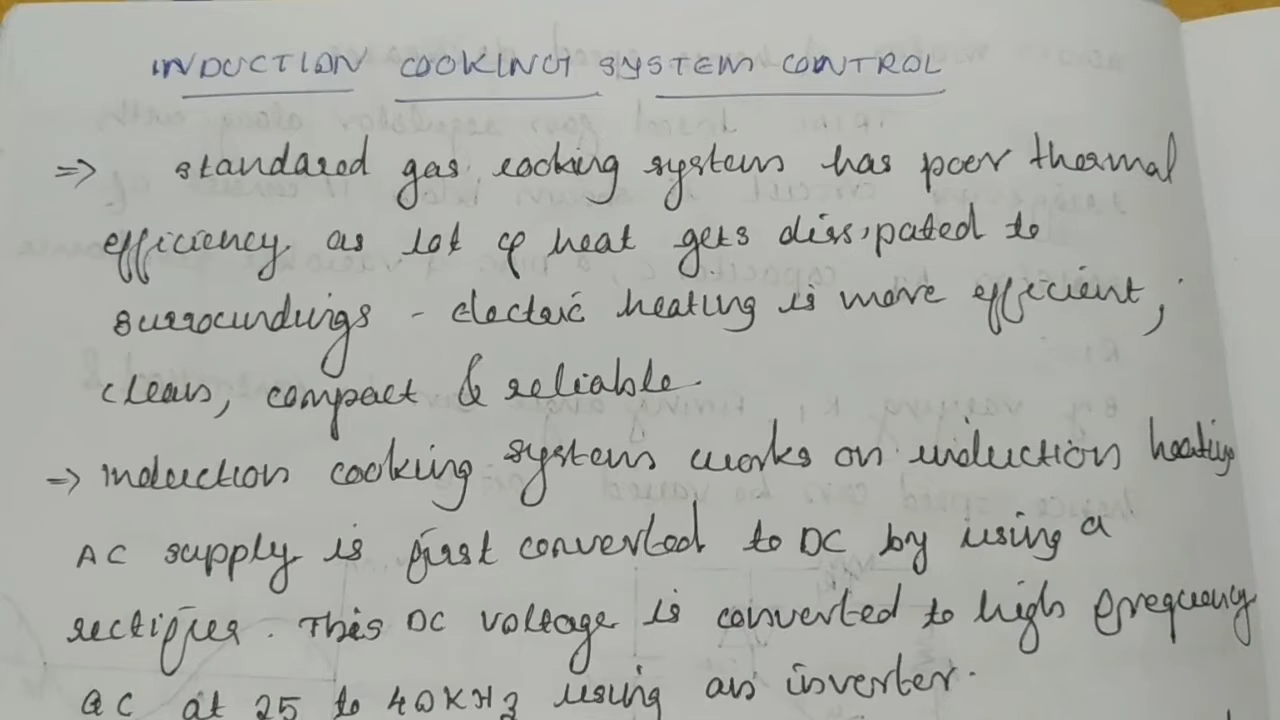 INDUCTION COOKING SYSTEM CONTROL
=> standared gas cooking system has poor thermal
efficiency as lot of heat gets dissipated to
surroundings - electric heating is more efficient,
clean, compact & reliable.
=> Induction cooking system works on induction heating
AC supply is first converted to DC by using a
rectifier. This DC voltage is converted to high frequency
ac at 25 to 40KHz using an inverter.